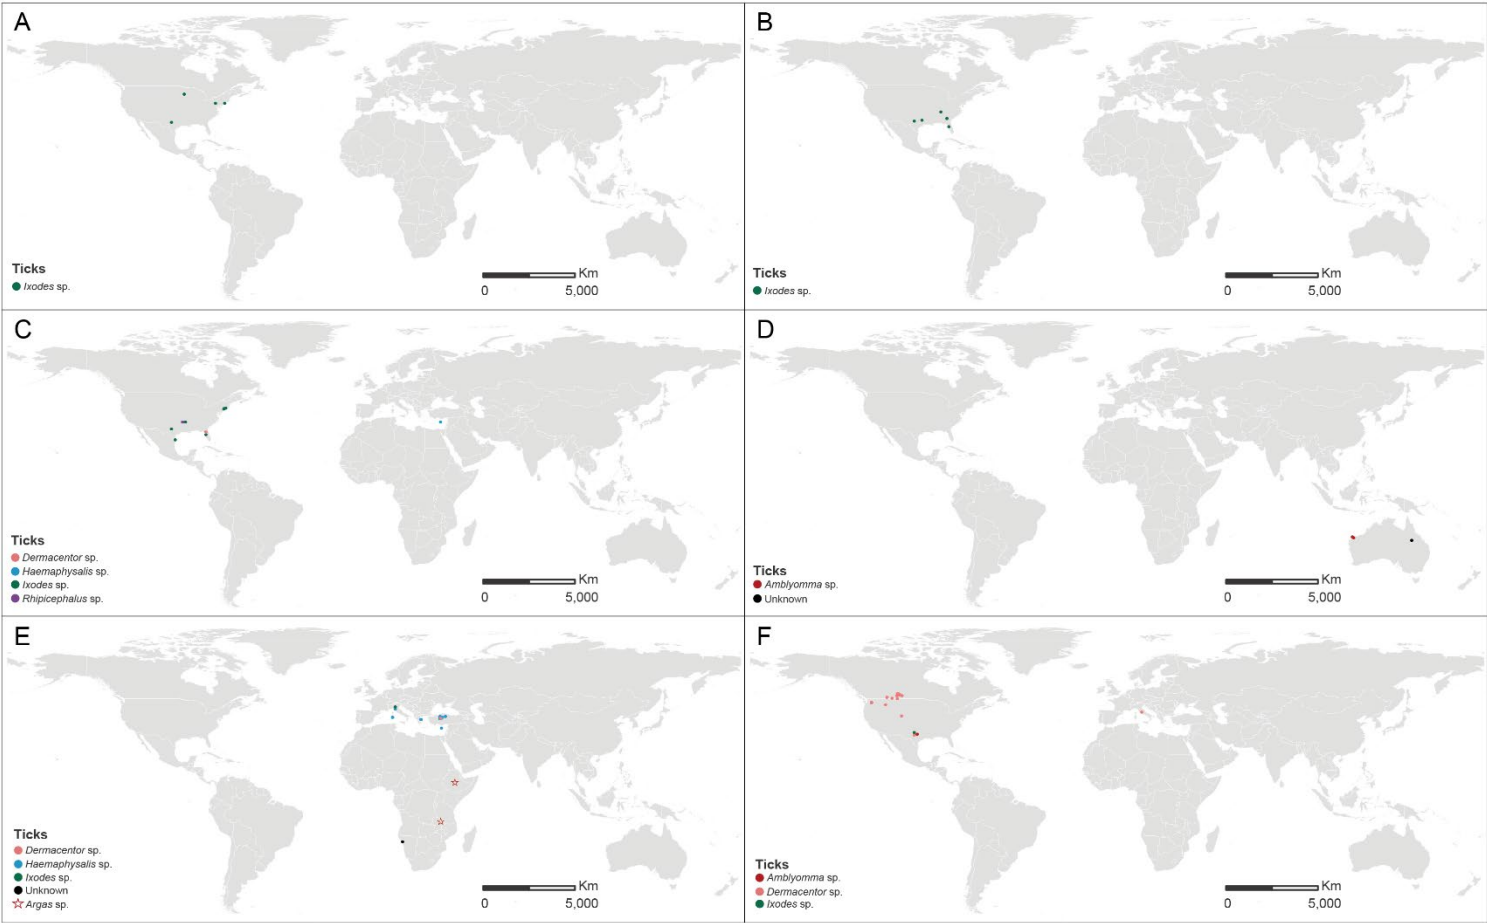 A
Ticks
Ixodes sp.
Km
0 5,000
B
Ticks
Ixodes sp.
Km
0 5,000
C
Ticks
Dermacentor sp.
Haemaphysalis sp.
Ixodes sp.
Rhipicephalus sp.
Km
0 5,000
D
Ticks
Amblyomma sp.
Unknown
Km
0 5,000
E
Ticks
Dermacentor sp.
Haemaphysalis sp.
Ixodes sp.
Unknown
Argas sp.
Km
0 5,000
F
Ticks
Amblyomma sp.
Dermacentor sp.
Ixodes sp.
Km
0 5,000